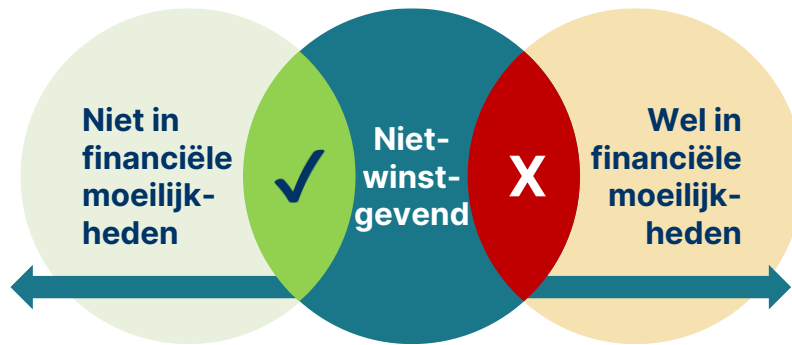 Niet in
financiële
moeilijk-
heden
✓
Niet-
winst-
gevend
X
Wel in
financiële
moeilijk-
heden